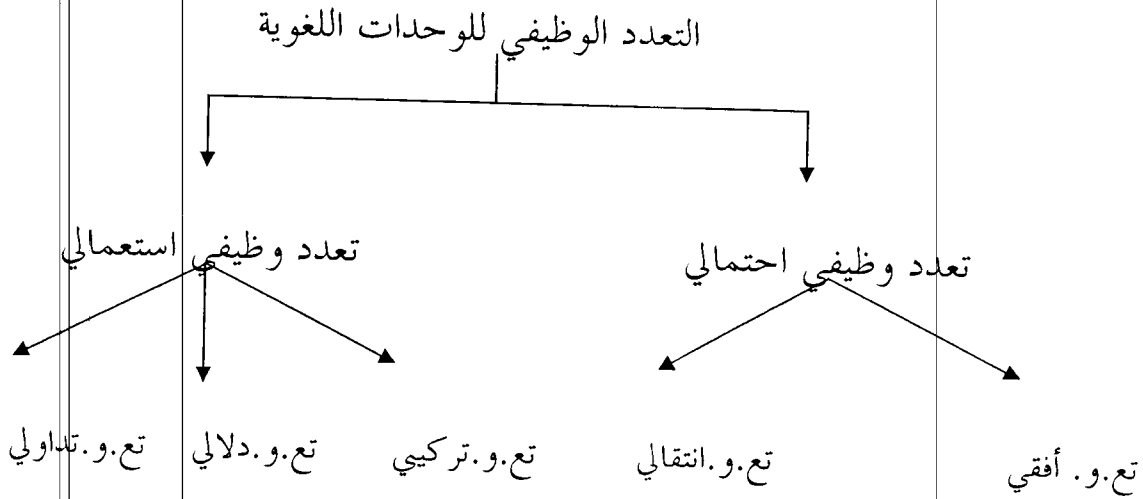 التعدد الوظيفي للوحدات اللغوية
تعدد وظيفي احتمالي
تعدد وظيفي استعمالي
تع.و. أفقي
تع.و.انتقالي
تع.و.تركيبي
تع.و.دلالي
تع.و.تداولي